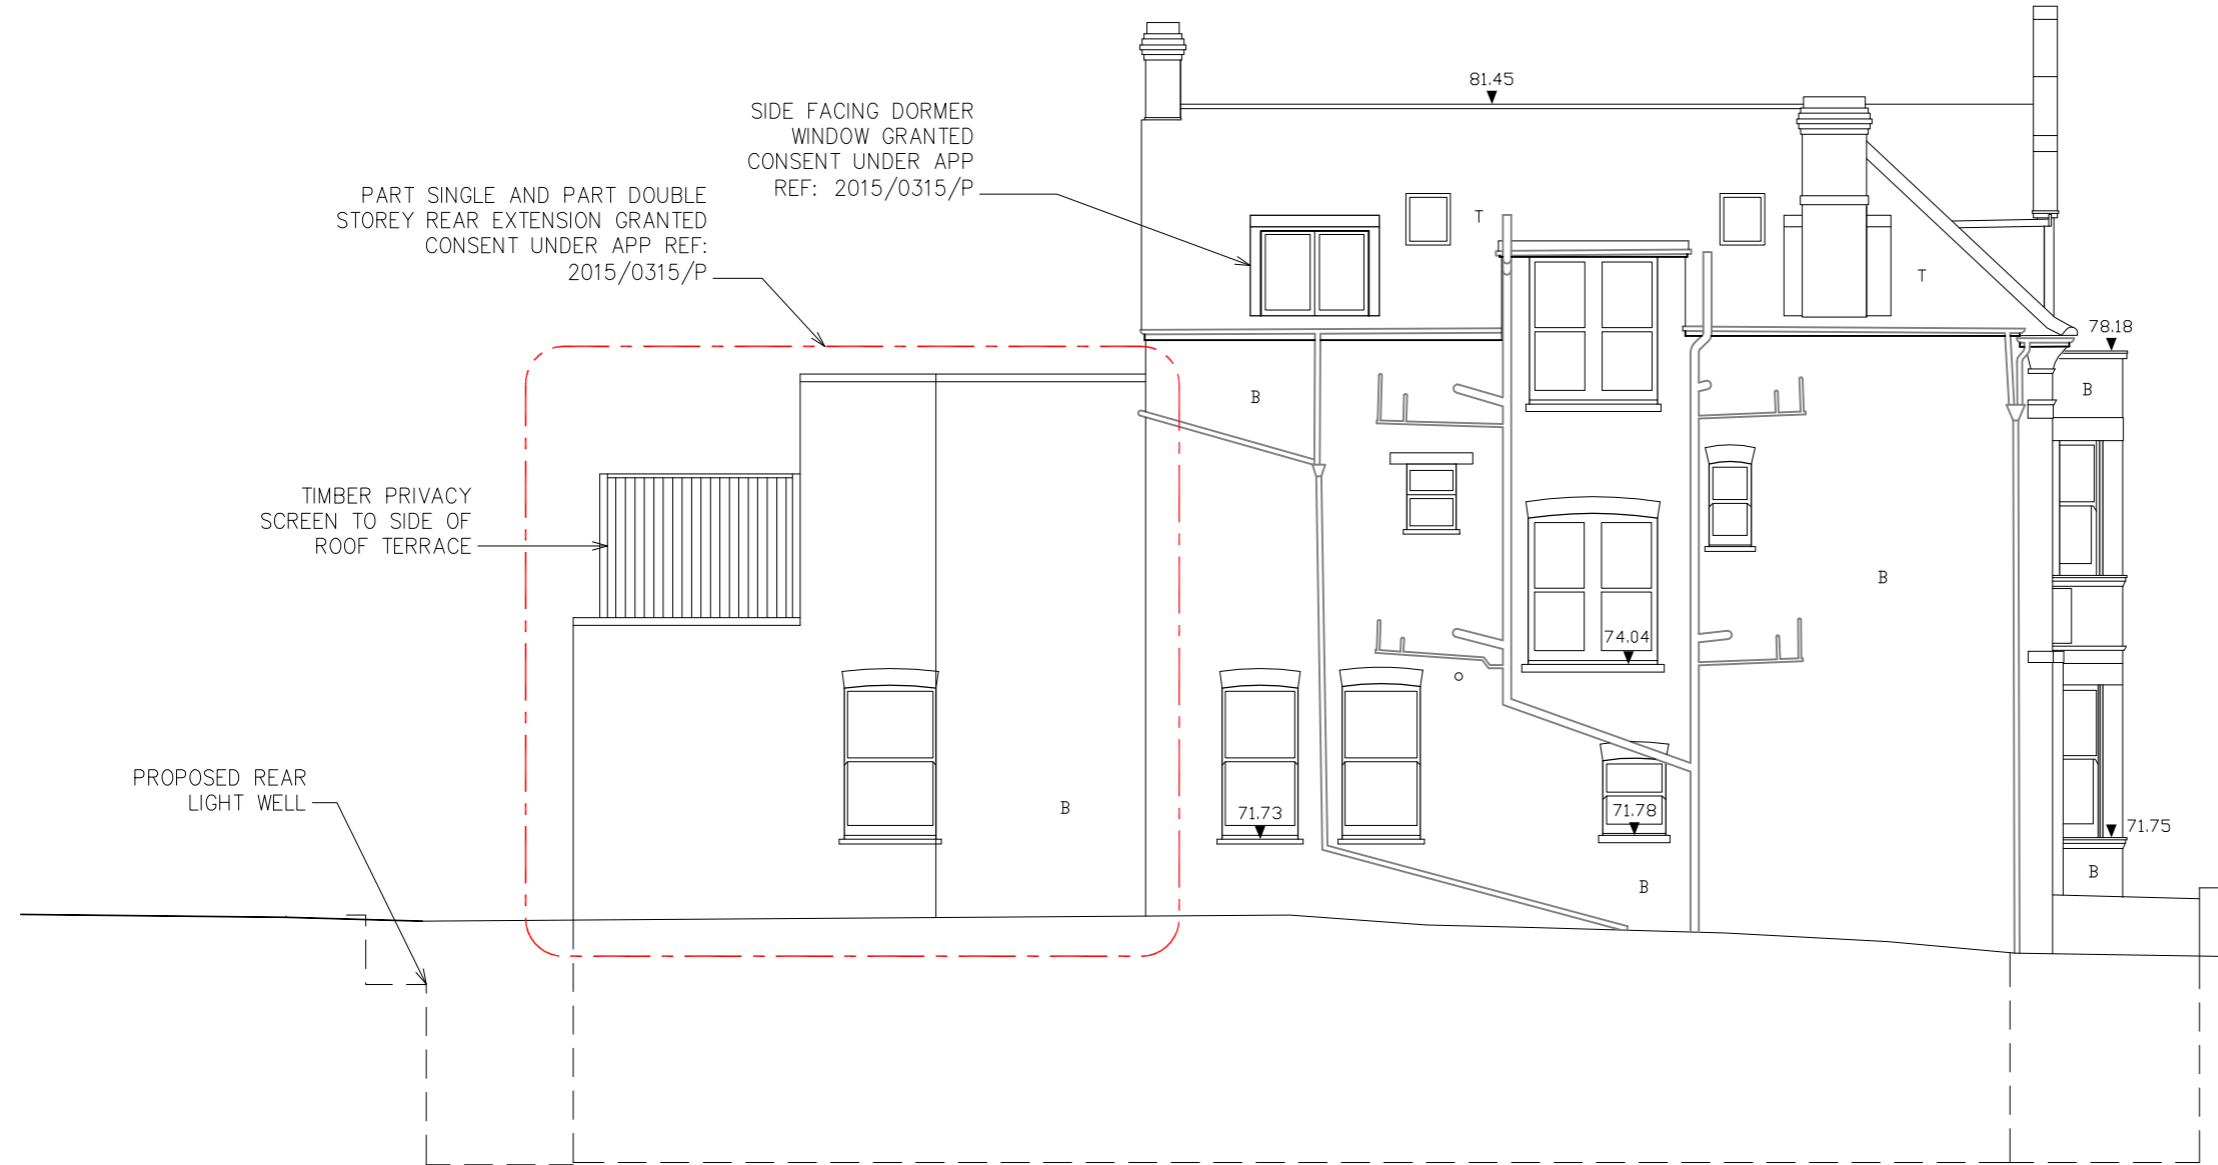 81.45
SIDE FACING DORMER
WINDOW GRANTED
CONSENT UNDER APP
REF: 2015/0315/P
PART SINGLE AND PART DOUBLE
STOREY REAR EXTENSION GRANTED
CONSENT UNDER APP REF:
2015/0315/P
T
T
78.18
B
B
TIMBER PRIVACY
SCREEN TO SIDE OF
ROOF TERRACE
B
74.04
PROPOSED REAR
LIGHT WELL
B
71.73
71.78
71.75
B
B